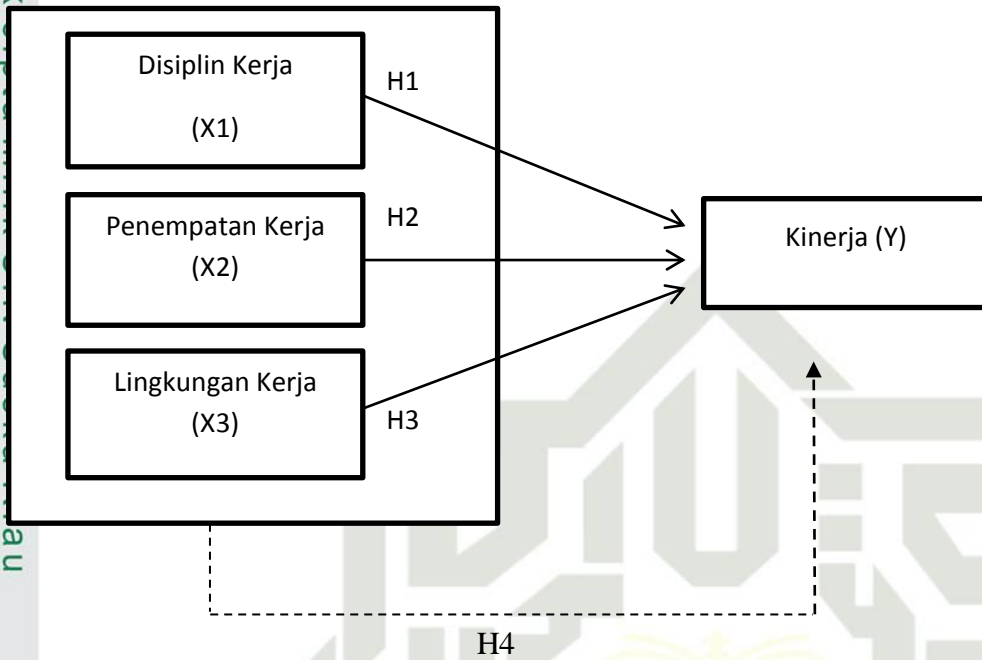 Disiplin Kerja
(X1)
H1
Penempatan Kerja
(X2)
H2
Lingkungan Kerja
(X3)
H3
Kinerja (Y)
H4